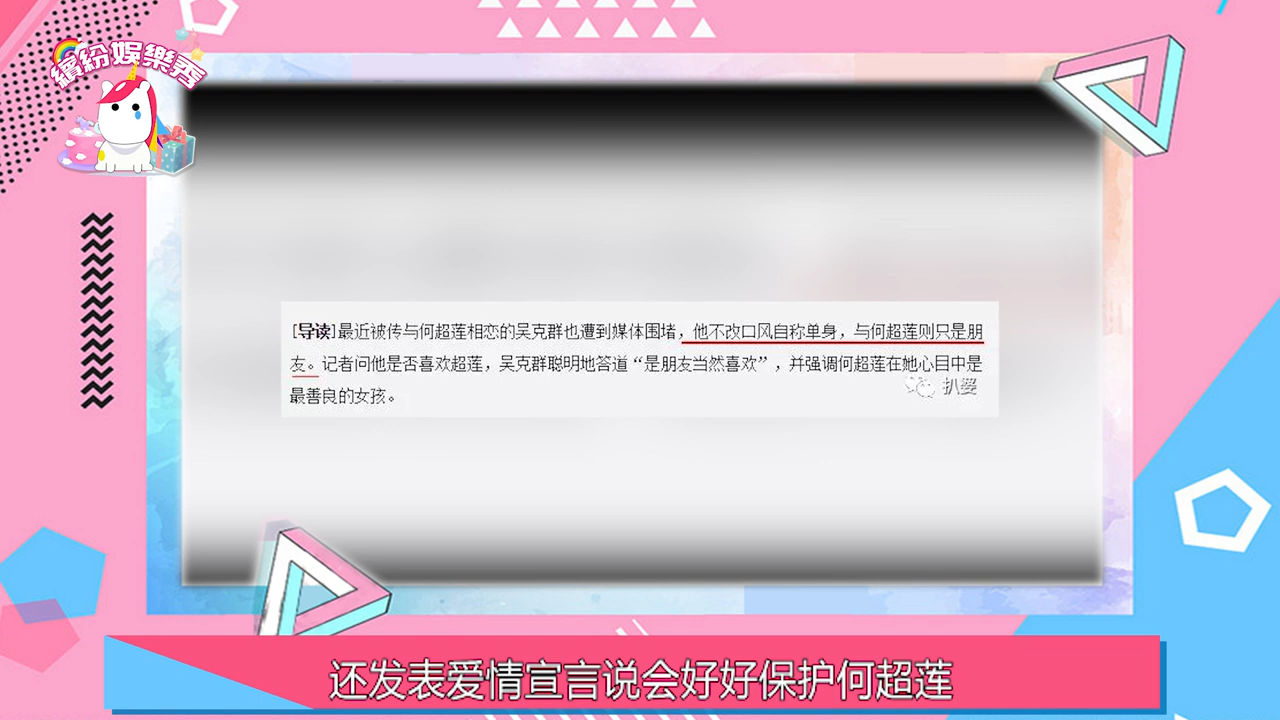 繽紛娛樂秀
[导读]最近被传与何超莲相恋的吴克群也遭到媒体围堵，他不改口风自称单身，与何超莲则只是朋
友。记者问他是否喜欢超莲，吴克群聪明地答道“是朋友当然喜欢”，并强调何超莲在她心目中是
最善良的女孩。
扒婆
还发表爱情宣言说会好好保护何超莲